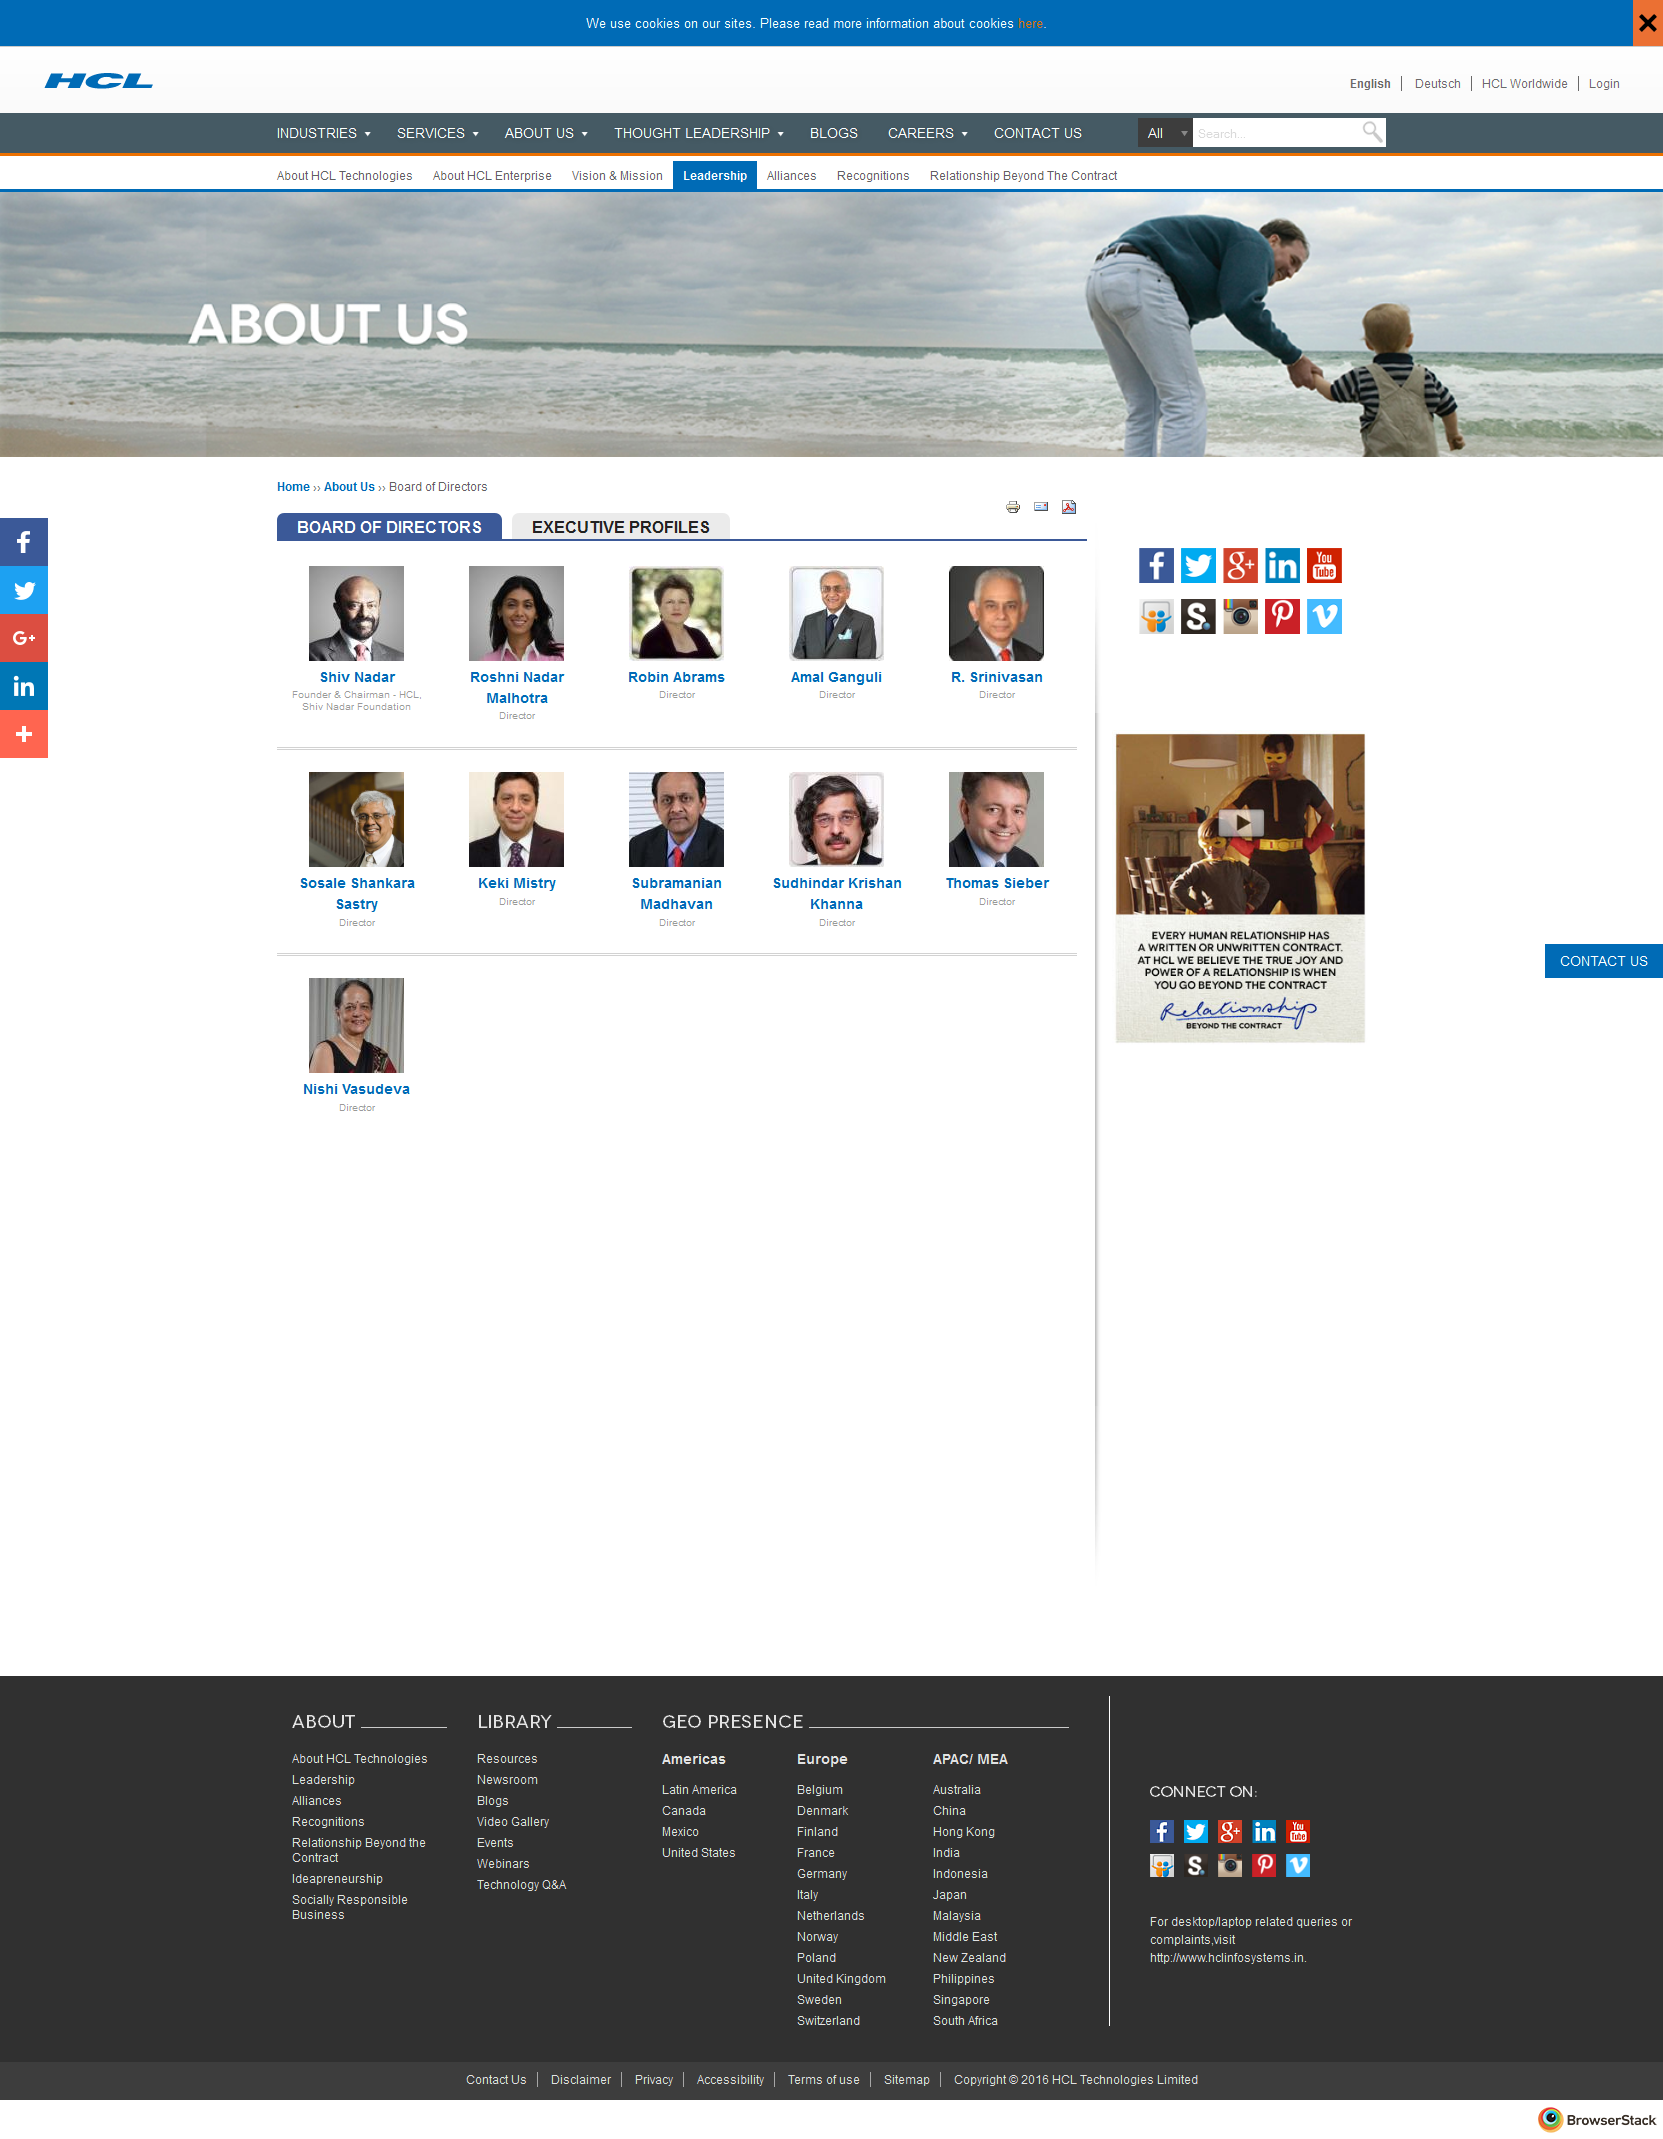 We use cookies on our sites. Please read more information about cookies here.
HCL
English | Deutsch | HCL Worldwide | Login
INDUSTRIES SERVICES ABOUT US THOUGHT LEADERSHIP BLOGS CAREERS CONTACT US All Search...
About HCL Technologies About HCL Enterprise Vision & Mission Leadership Alliances Recognitions Relationship Beyond The Contract
ABOUT US
Home ›› About Us ›› Board of Directors
BOARD OF DIRECTORS EXECUTIVE PROFILES
Shiv Nadar
Founder & Chairman - HCL,
Shiv Nadar Foundation
Roshni Nadar
Malhotra
Director
Robin Abrams
Director
Amal Ganguli
Director
R. Srinivasan
Director
Sosale Shankara
Sastry
Director
Keki Mistry
Director
Subramanian
Madhavan
Director
Sudhindar Krishan
Khanna
Director
Thomas Sieber
Director
Nishi Vasudeva
Director
EVERY HUMAN RELATIONSHIP HAS
A WRITTEN OR UNWRITTEN CONTRACT.
AT HCL WE BELIEVE THE TRUE JOY AND
POWER OF A RELATIONSHIP IS WHEN
YOU GO BEYOND THE CONTRACT
Relationship
BEYOND THE CONTRACT
CONTACT US
ABOUT
About HCL Technologies
Leadership
Alliances
Recognitions
Relationship Beyond the
Contract
Ideapreneurship
Socially Responsible
Business
LIBRARY
Resources
Newsroom
Blogs
Video Gallery
Events
Webinars
Technology Q&A
GEO PRESENCE
Americas
Latin America
Canada
Mexico
United States
Europe
Belgium
Denmark
Finland
France
Germany
Italy
Netherlands
Norway
Poland
United Kingdom
Sweden
Switzerland
APAC/ MEA
Australia
China
Hong Kong
India
Indonesia
Japan
Malaysia
Middle East
New Zealand
Philippines
Singapore
South Africa
CONNECT ON:
For desktop/laptop related queries or
complaints,visit
http://www.hclinfosystems.in.
Contact Us | Disclaimer | Privacy | Accessibility | Terms of use | Sitemap | Copyright © 2016 HCL Technologies Limited
BrowserStack